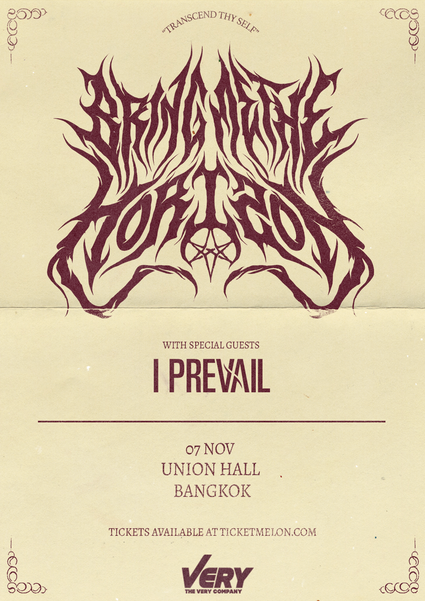 "TRANSCEND THY SELF"
BRING ME THE
HORIZON
WITH SPECIAL GUESTS
I PREVAIL
07 NOV
UNION HALL
BANGKOK
TICKETS AVAILABLE AT TICKETMELON.COM
VERY
THE VERY COMPANY